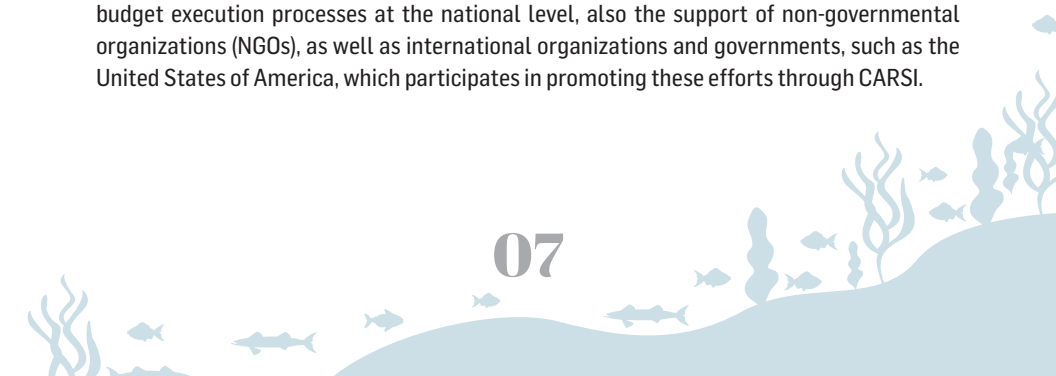 budget execution processes at the national level, also the support of non-governmental
organizations (NGOs), as well as international organizations and governments, such as the
United States of America, which participates in promoting these efforts through CARSI.
07